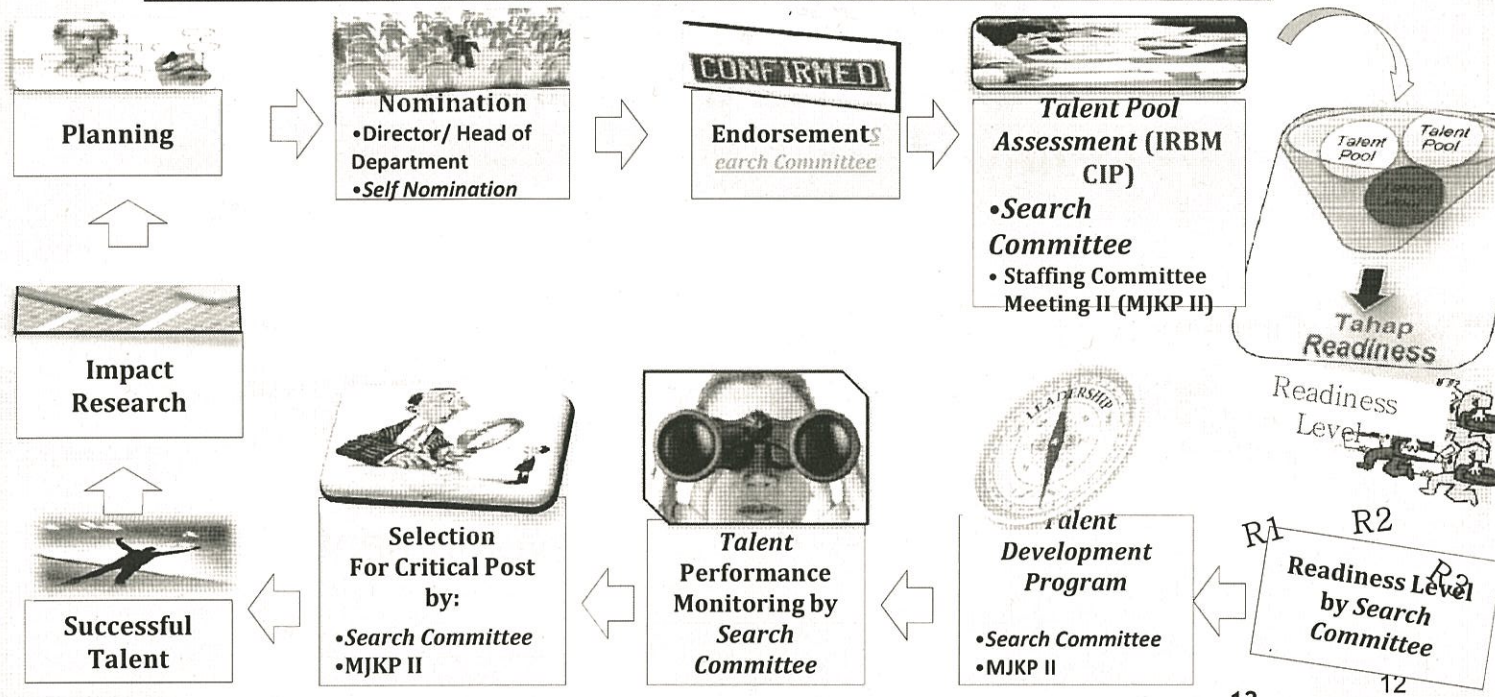 Planning
Nomination
•Director/ Head of
Department
•Self Nomination
CONFIRMED
EndorsementS
earch Committee
Talent Pool
Assessment (IRBM
CIP)
•Search
Committee
• Staffing Committee
Meeting II (MJKP II)
Talent
Pool
Talent
Pool
Tahap
Readiness
Readiness
Level
R1
R2
R3
Readiness Level
by Search
Committee
LEADERSHIP
Talent
Development
Program
•Search Committee
•MJKP II
Talent
Performance
Monitoring by
Search
Committee
Selection
For Critical Post
by:
•Search Committee
•MJKP II
Successful
Talent
Impact
Research
12